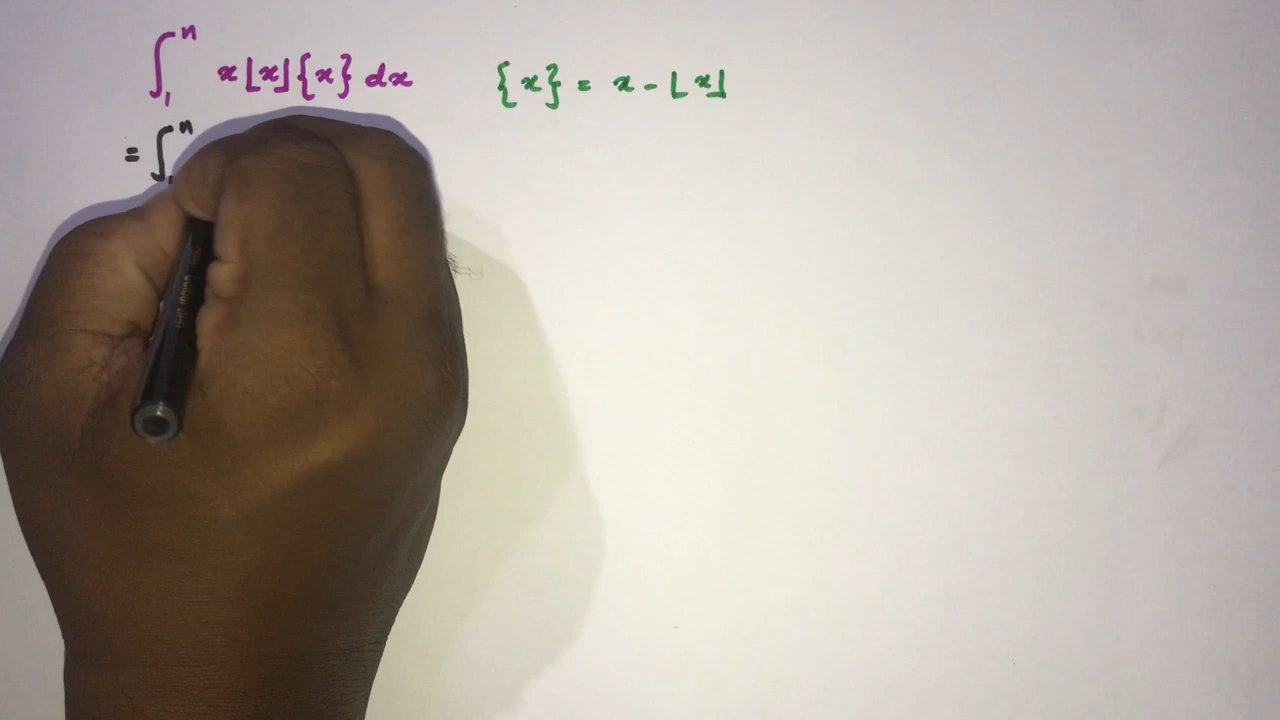 ∫₁ⁿ x⌊x⌋{x} dx    {x} = x - ⌊x⌋
= ∫₁ⁿ